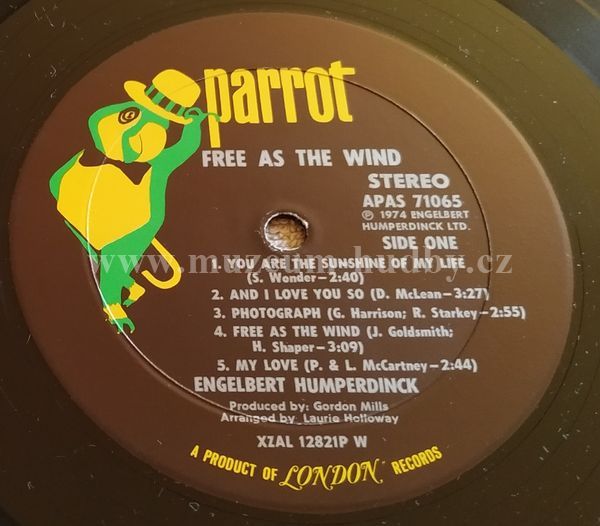 parrot
FREE AS THE WIND
STEREO
APAS 71065
℗ 1974 ENGELBERT
HUMPERDINCK LTD.
SIDE ONE
1. YOU ARE THE SUNSHINE OF MY LIFE
(S. Wonder–2:40)
2. AND I LOVE YOU SO (D. McLean–3:27)
3. PHOTOGRAPH (G. Harrison; R. Starkey–2:55)
4. FREE AS THE WIND (J. Goldsmith;
H. Shaper–3:09)
5. MY LOVE (P. & L. McCartney–2:44)
ENGELBERT HUMPERDINCK
Produced by: Gordon Mills
Arranged by: Laurie Holloway
XZAL 12821P W
A PRODUCT OF LONDON RECORDS
www.muzeum-hudby.cz